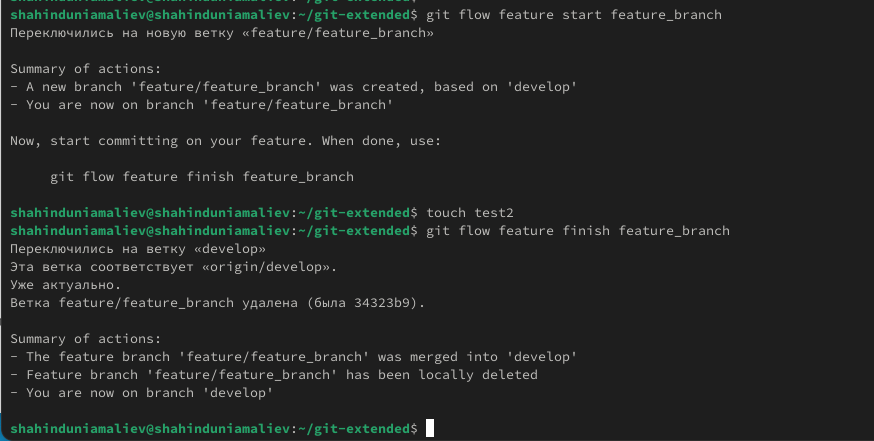 shahinduniamaliev@shahinduniamaliev:~/git-extended$ git flow feature start feature_branch
Переключились на новую ветку «feature/feature_branch»
Summary of actions:
- A new branch 'feature/feature_branch' was created, based on 'develop'
- You are now on branch 'feature/feature_branch'
Now, start committing on your feature. When done, use:
git flow feature finish feature_branch
shahinduniamaliev@shahinduniamaliev:~/git-extended$ touch test2
shahinduniamaliev@shahinduniamaliev:~/git-extended$ git flow feature finish feature_branch
Переключились на ветку «develop»
Эта ветка соответствует «origin/develop».
Уже актуально.
Ветка feature/feature_branch удалена (была 34323b9).
Summary of actions:
- The feature branch 'feature/feature_branch' was merged into 'develop'
- Feature branch 'feature/feature_branch' has been locally deleted
- You are now on branch 'develop'
shahinduniamaliev@shahinduniamaliev:~/git-extended$